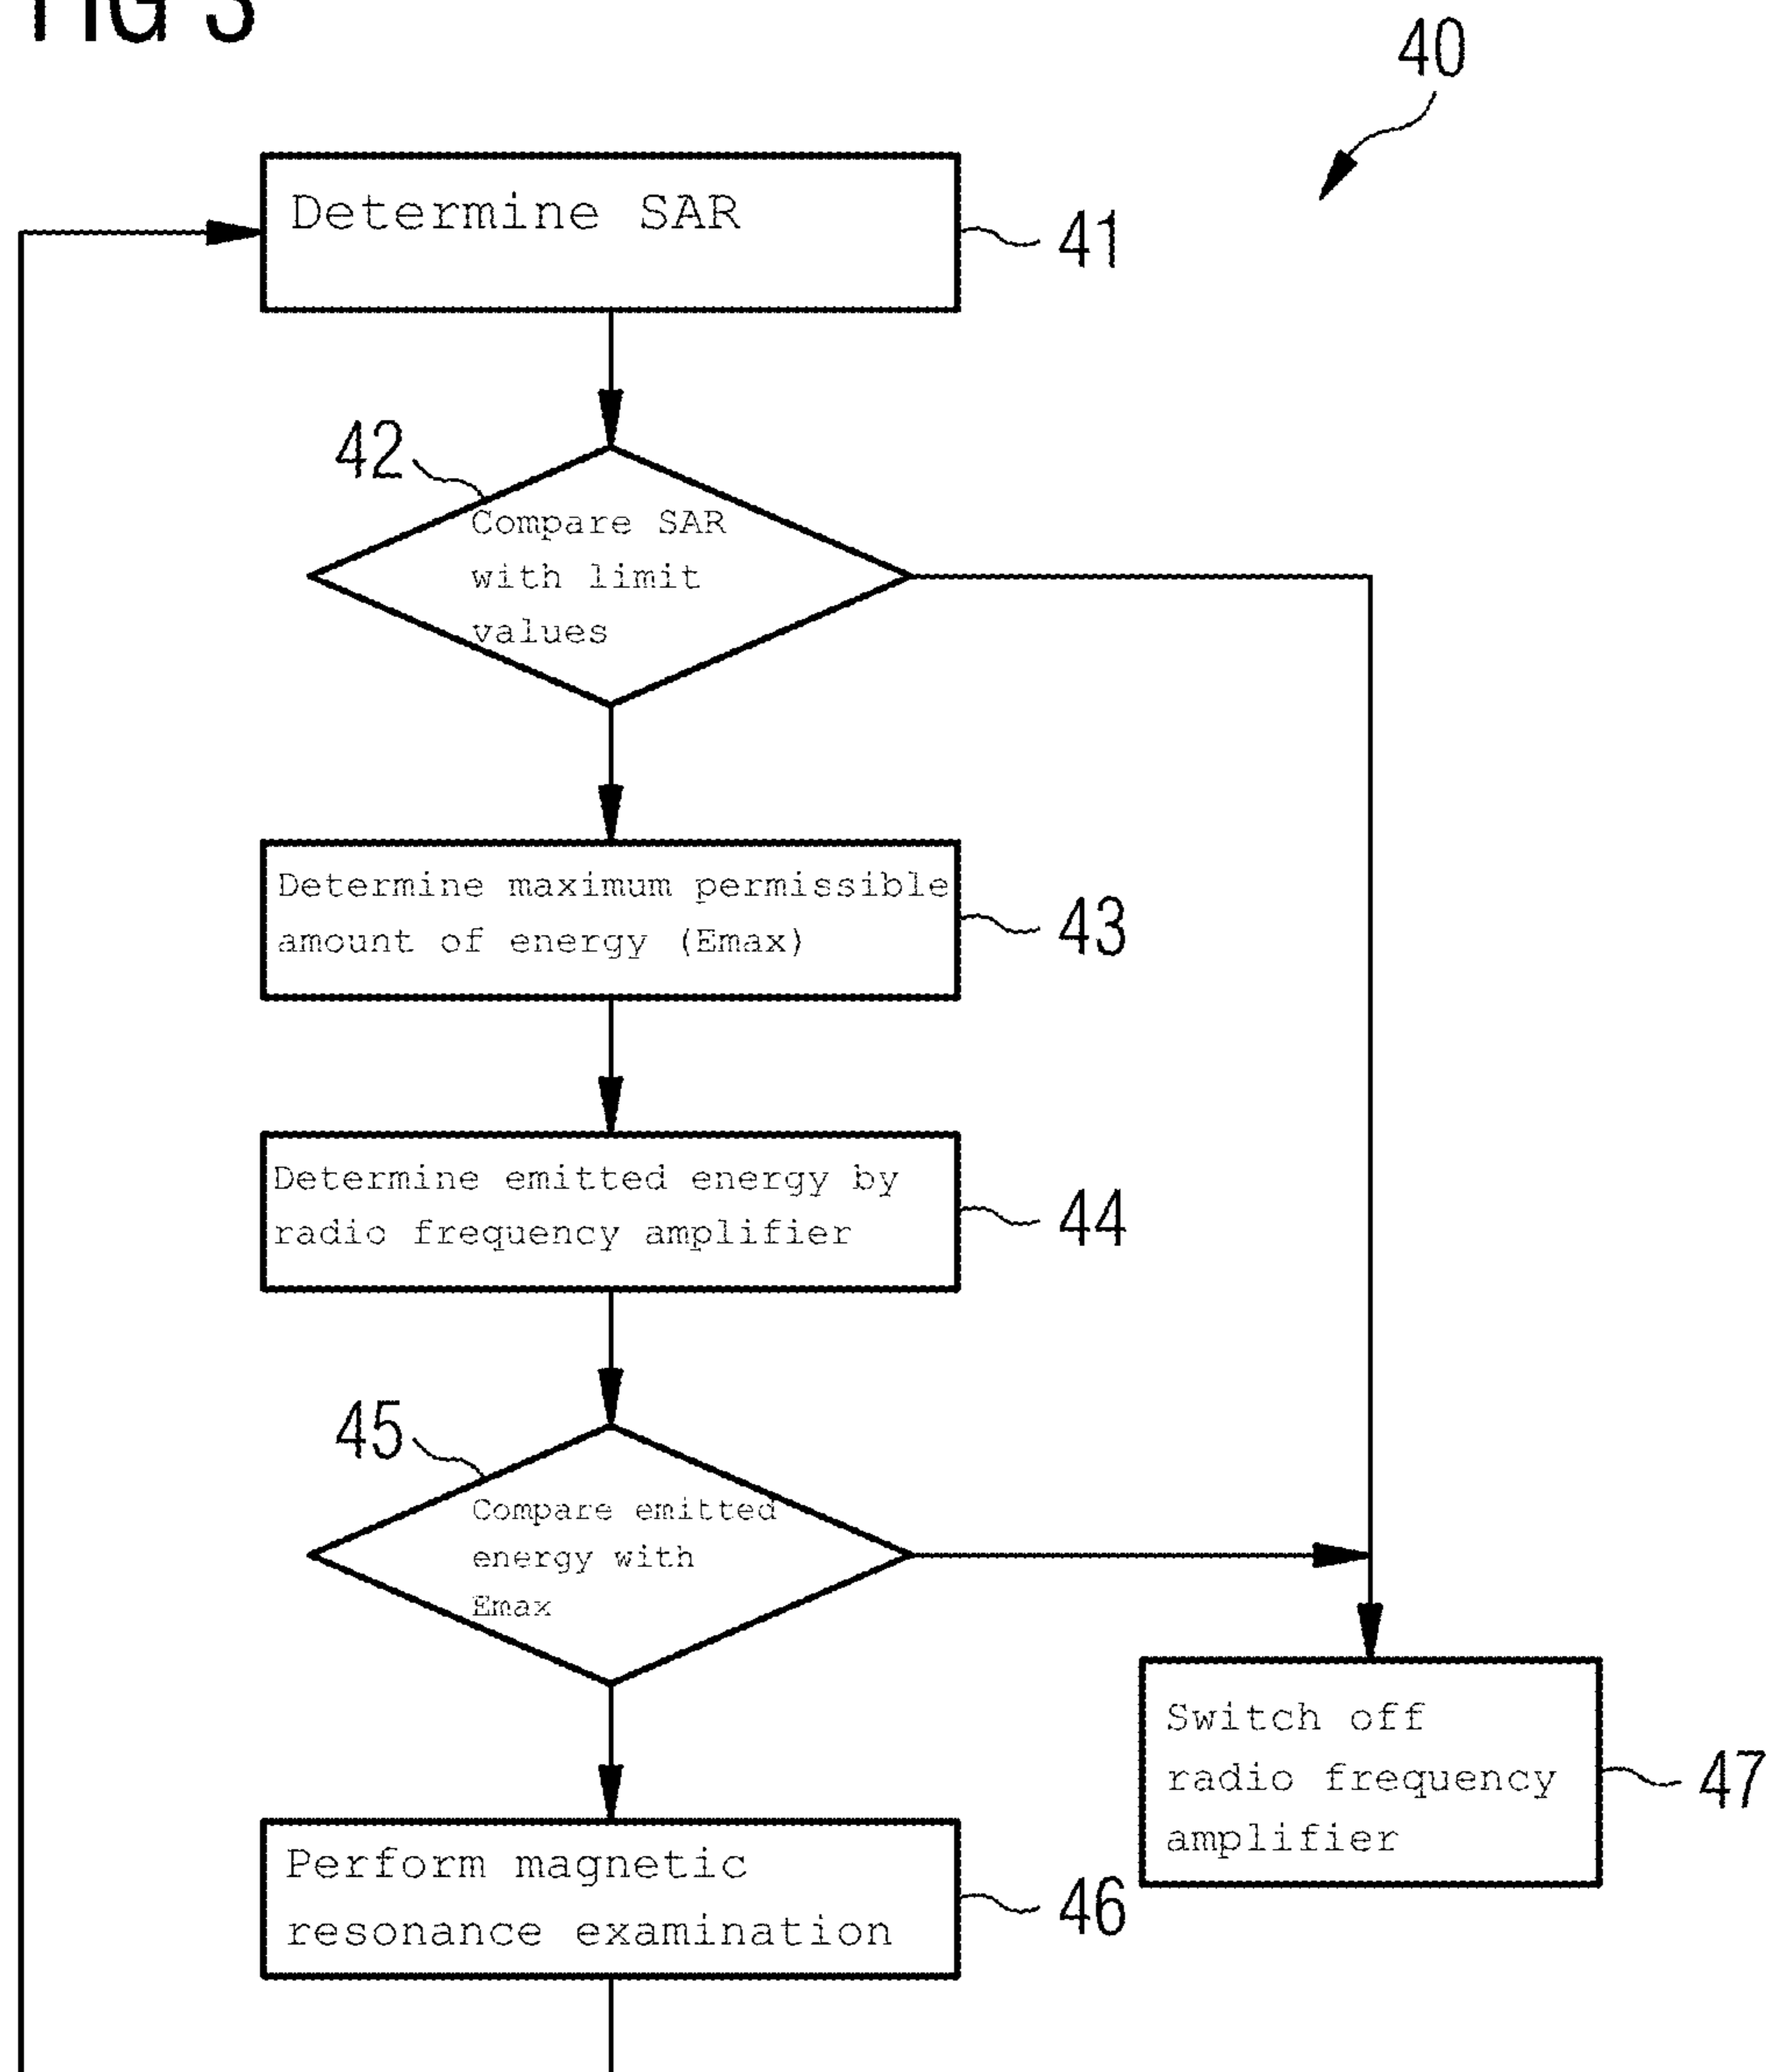 FIG 3
40
Determine SAR
41
42
Compare SAR
with limit
values
Determine maximum permissible
amount of energy (Emax)
43
Determine emitted energy by
radio frequency amplifier
44
45
Compare emitted
energy with
Emax
Switch off
radio frequency
amplifier
47
Perform magnetic
resonance examination
46